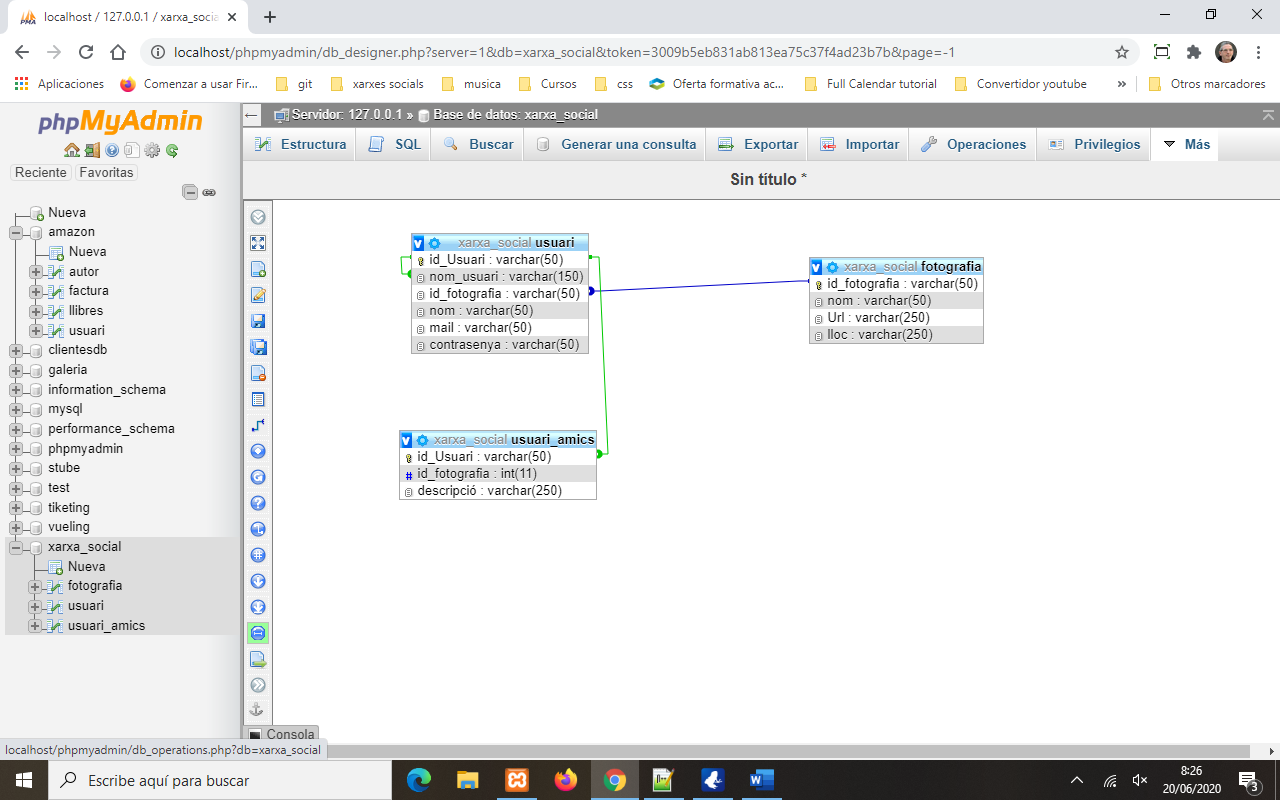 localhost / 127.0.0.1 / xarxa_socia
localhost/phpmyadmin/db_designer.php?server=1&db=xarxa_social&token=3009b5eb831ab813ea75c37f4ad23b7b&page=-1
Aplicaciones Comenzar a usar Fir... git xarxes socials musica Cursos css Oferta formativa ac... Full Calendar tutorial Convertidor youtube » Otros marcadores
phpMyAdmin
Reciente Favoritas
Nueva
amazon
Nueva
autor
factura
llibres
usuari
clientesdb
galeria
information_schema
mysql
performance_schema
phpmyadmin
stube
test
tiketing
vueling
xarxa_social
Nueva
fotografia
usuari
usuari_amics
Servidor: 127.0.0.1 » Base de datos: xarxa_social
Estructura SQL Buscar Generar una consulta Exportar Importar Operaciones Privilegios Más
Sin título *
xarxa_social usuari
id_Usuari : varchar(50)
nom_usuari : varchar(150)
id_fotografia : varchar(50)
nom : varchar(50)
mail : varchar(50)
contrasenya : varchar(50)
xarxa_social fotografia
id_fotografia : varchar(50)
nom : varchar(50)
Url : varchar(250)
lloc : varchar(250)
xarxa_social usuari_amics
id_Usuari : varchar(50)
# id_fotografia : int(11)
descripció : varchar(250)
Consola
localhost/phpmyadmin/db_operations.php?db=xarxa_social
Escribe aquí para buscar
8:26
20/06/2020
3